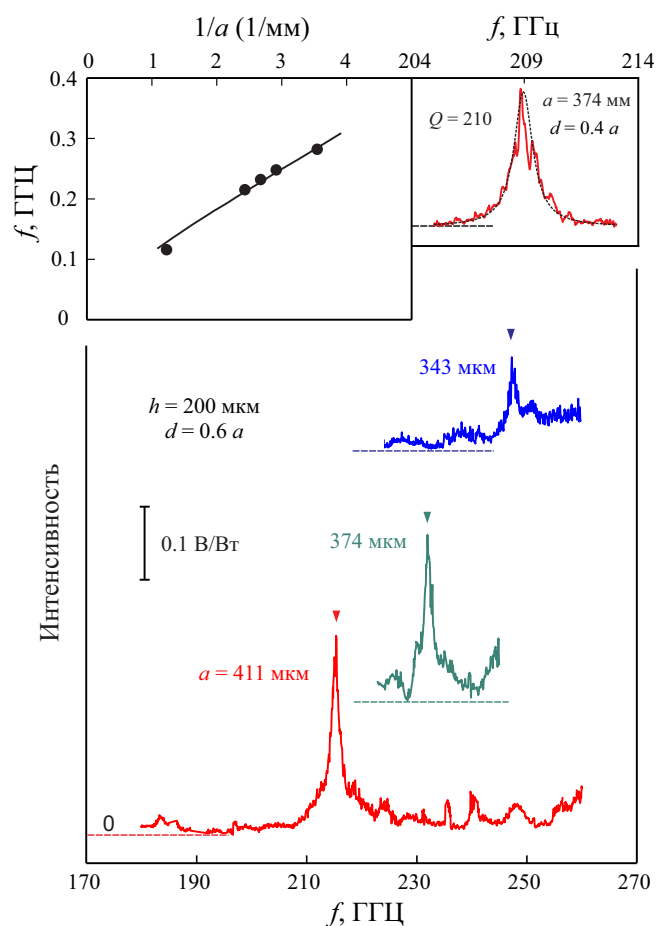 1/a (1/мм)
f, ГГц
0 1 2 3 4
204 209 214
0.4
0.3
0.2
0.1
0
f, ГГЦ
Q = 210
a = 374 мм
d = 0.4 a
343 мкм
h = 200 мкм
d = 0.6 a
0.1 В/Вт
374 мкм
a = 411 мкм
Интенсивность
0
170 190 210 230 250 270
f, ГГЦ